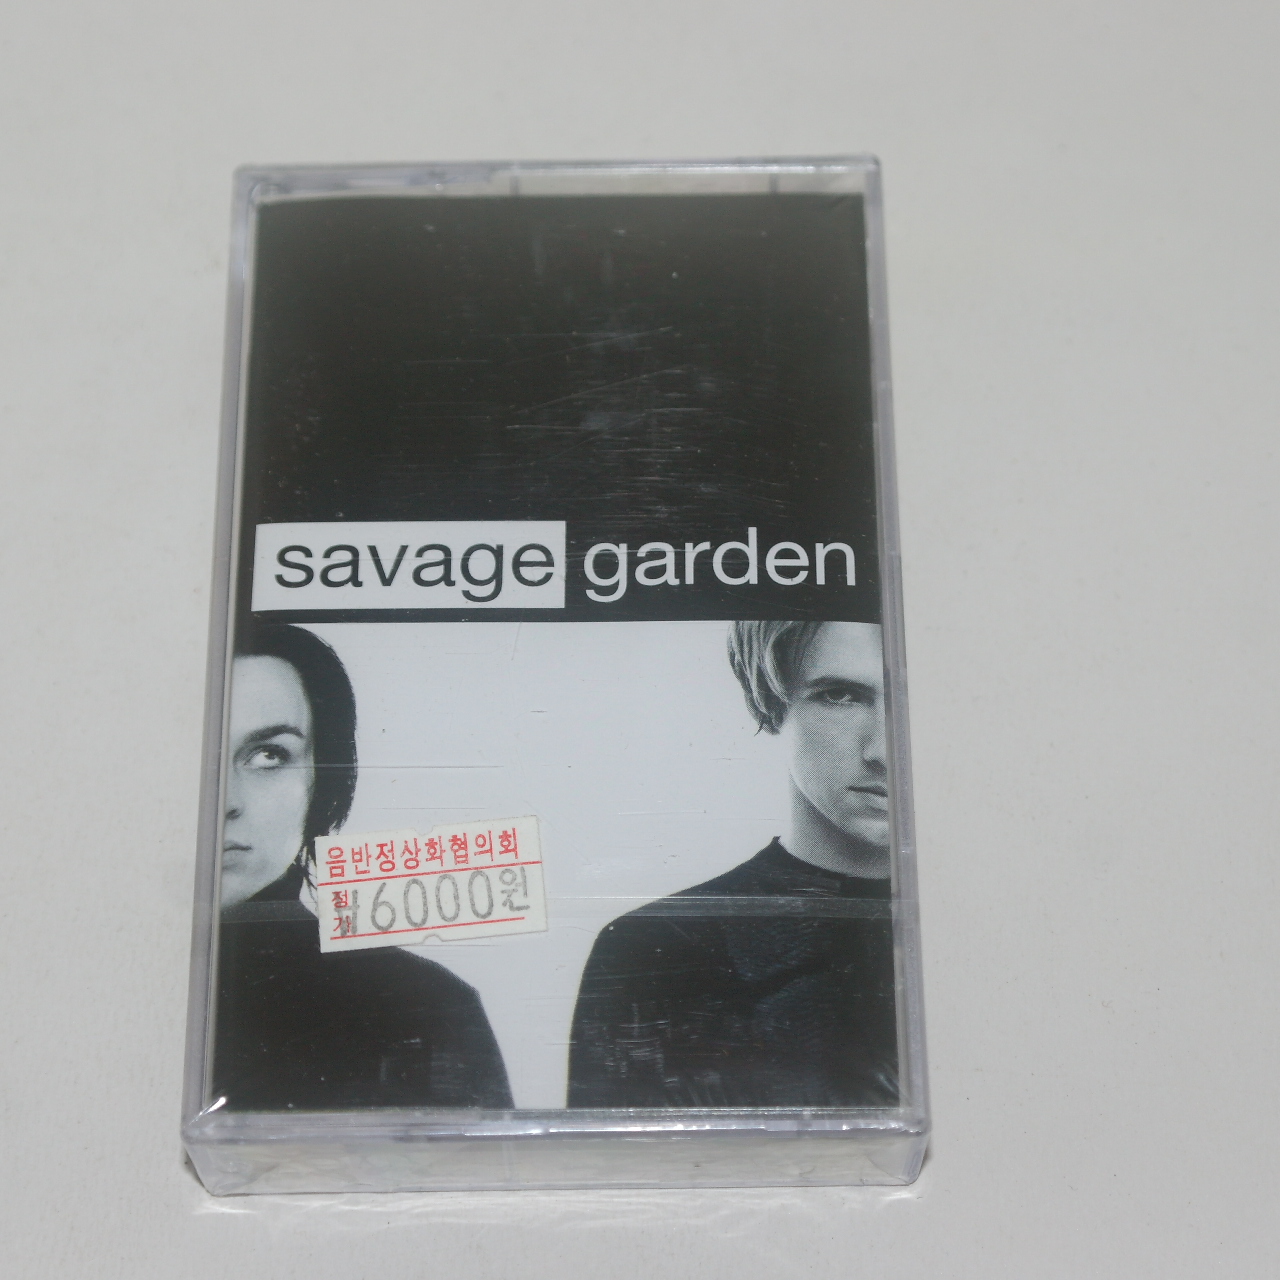 savage garden
음반정상화협의회
정가 ₩6000원